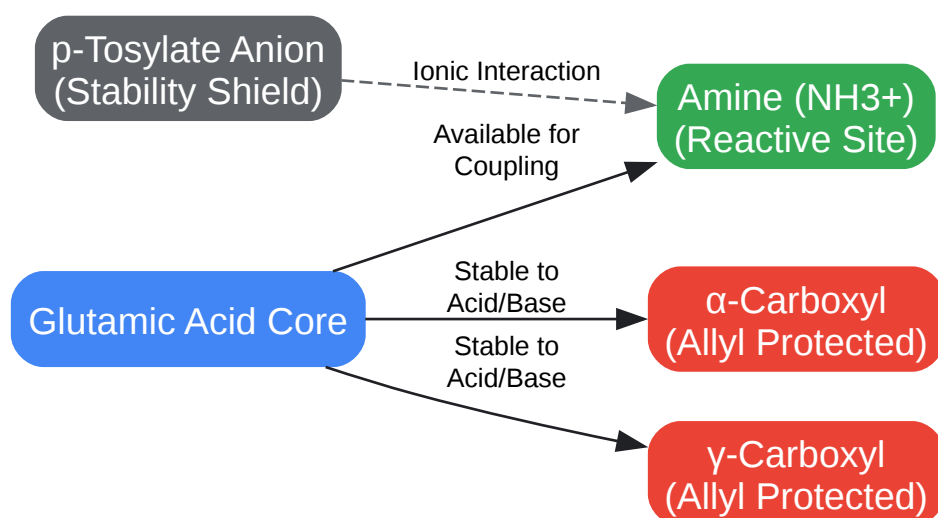 p-Tosylate Anion
(Stability Shield)
Ionic Interaction
Amine (NH3+)
(Reactive Site)
Available for
Coupling
Glutamic Acid Core
Stable to
Acid/Base
α-Carboxyl
(Allyl Protected)
Stable to
Acid/Base
γ-Carboxyl
(Allyl Protected)